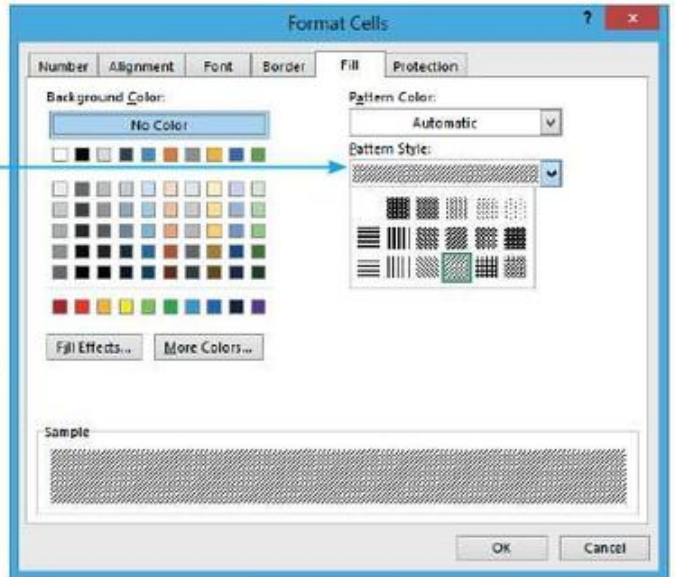 Format Cells ?
Number Alignment Font Border Fill Protection
Background Color:
No Color
Pattern Color:
Automatic
Pattern Style:
Fill Effects...
More Colors...
Sample
OK
Cancel